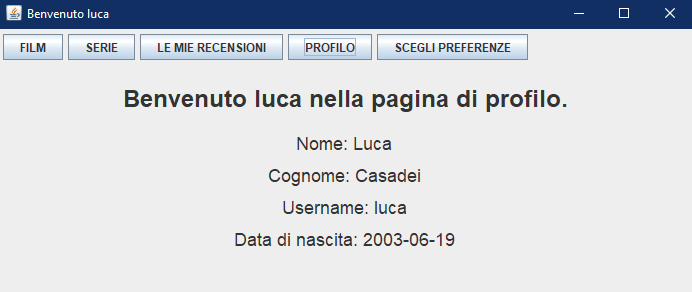 Benvenuto luca
FILM SERIE LE MIE RECENSIONI PROFILO SCEGLI PREFERENZE
Benvenuto luca nella pagina di profilo.
Nome: Luca
Cognome: Casadei
Username: luca
Data di nascita: 2003-06-19